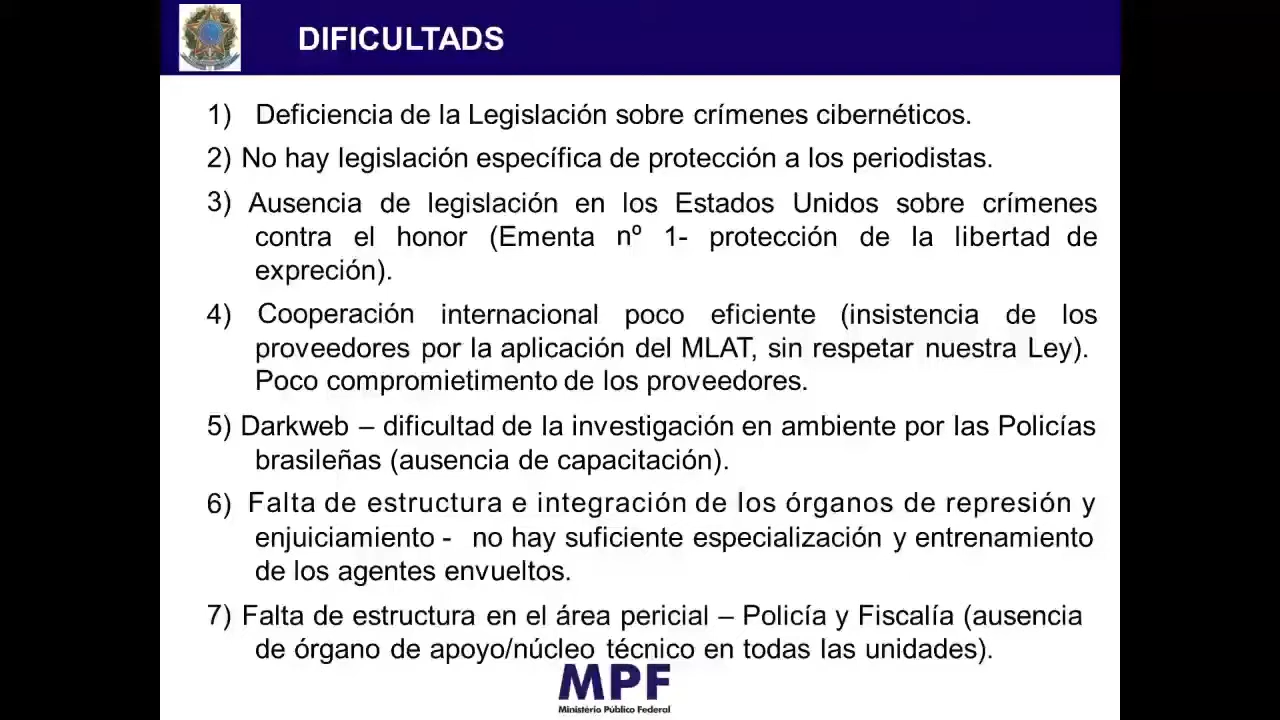 DIFICULTADS
1) Deficiencia de la Legislación sobre crímenes cibernéticos.
2) No hay legislación específica de protección a los periodistas.
3) Ausencia de legislación en los Estados Unidos sobre crímenes
contra el honor (Ementa nº 1- protección de la libertad de
expreción).
4) Cooperación internacional poco eficiente (insistencia de los
proveedores por la aplicación del MLAT, sin respetar nuestra Ley).
Poco compromietimento de los proveedores.
5) Darkweb – dificultad de la investigación en ambiente por las Policías
brasileñas (ausencia de capacitación).
6) Falta de estructura e integración de los órganos de represión y
enjuiciamiento - no hay suficiente especialización y entrenamiento
de los agentes envueltos.
7) Falta de estructura en el área pericial – Policía y Fiscalía (ausencia
de órgano de apoyo/núcleo técnico en todas las unidades).
MPF
Ministério Público Federal